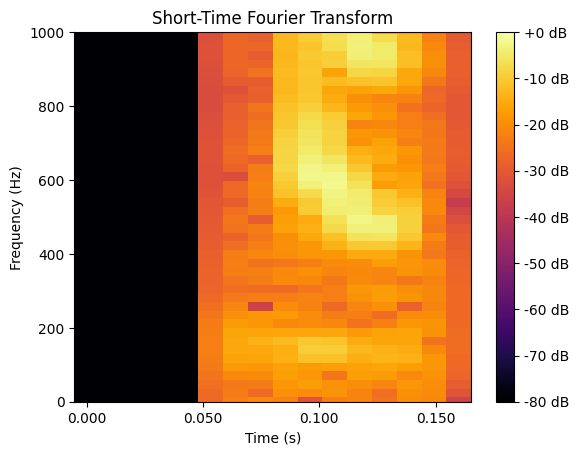 Short-Time Fourier Transform
1000
800
600
400
200
0
Frequency (Hz)
0.000
0.050
0.100
0.150
Time (s)
+0 dB
-10 dB
-20 dB
-30 dB
-40 dB
-50 dB
-60 dB
-70 dB
-80 dB